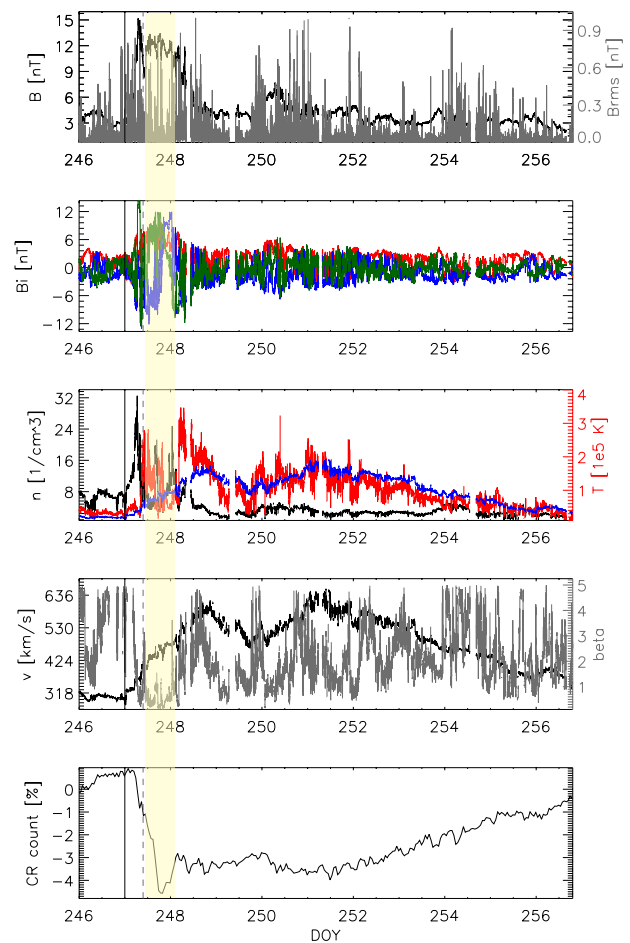 15
12
9
6
3
B [nT]
0.9
0.6
0.3
0.0
Brms [nT]
246 248 250 252 254 256
12
6
0
-6
-12
Bi [nT]
246 248 250 252 254 256
32
24
16
8
n [1/cm^3]
4
3
2
1
T [1e5 K]
246 248 250 252 254 256
636
530
424
318
v [km/s]
5
4
3
2
1
beta
246 248 250 252 254 256
0
-1
-2
-3
-4
CR count [%]
246 248 250 252 254 256
DOY